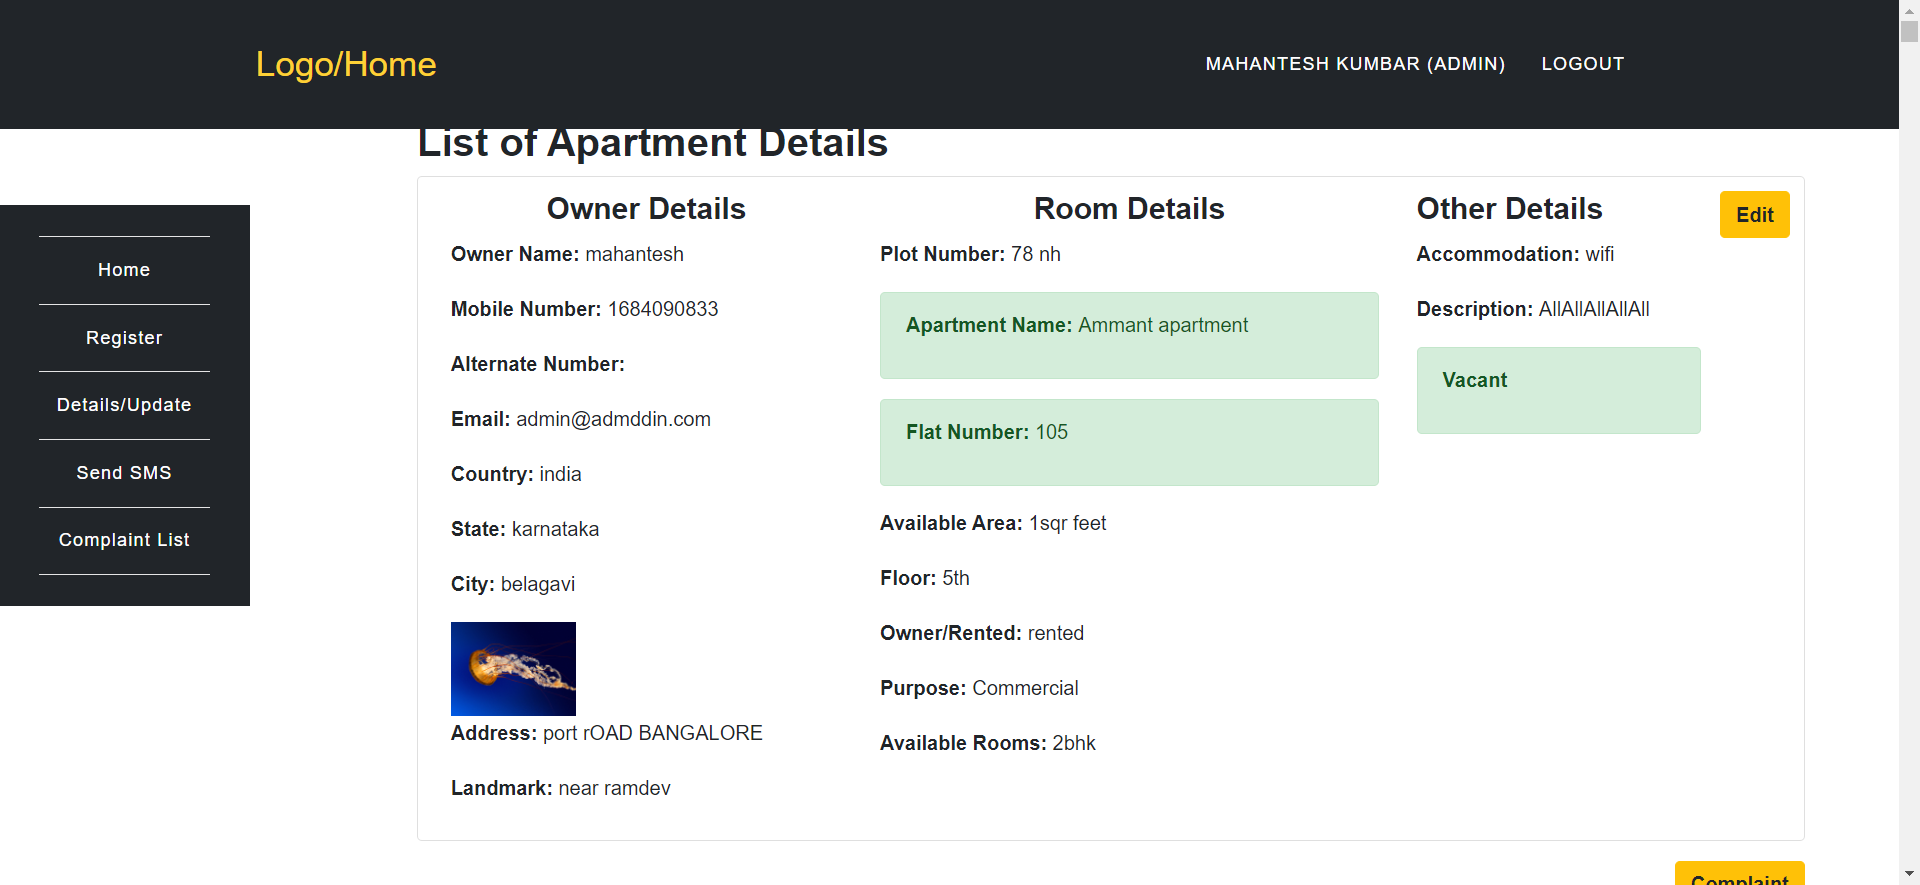 Logo/Home
MAHANTESH KUMBAR (ADMIN)
LOGOUT
List of Apartment Details
Home
Register
Details/Update
Send SMS
Complaint List
Owner Details
Owner Name: mahantesh
Mobile Number: 1684090833
Alternate Number:
Email: admin@admddin.com
Country: india
State: karnataka
City: belagavi
Address: port rOAD BANGALORE
Landmark: near ramdev
Room Details
Plot Number: 78 nh
Apartment Name: Ammant apartment
Flat Number: 105
Available Area: 1sqr feet
Floor: 5th
Owner/Rented: rented
Purpose: Commercial
Available Rooms: 2bhk
Other Details
Accommodation: wifi
Description: AllAllAllAllAll
Vacant
Edit
Complaint